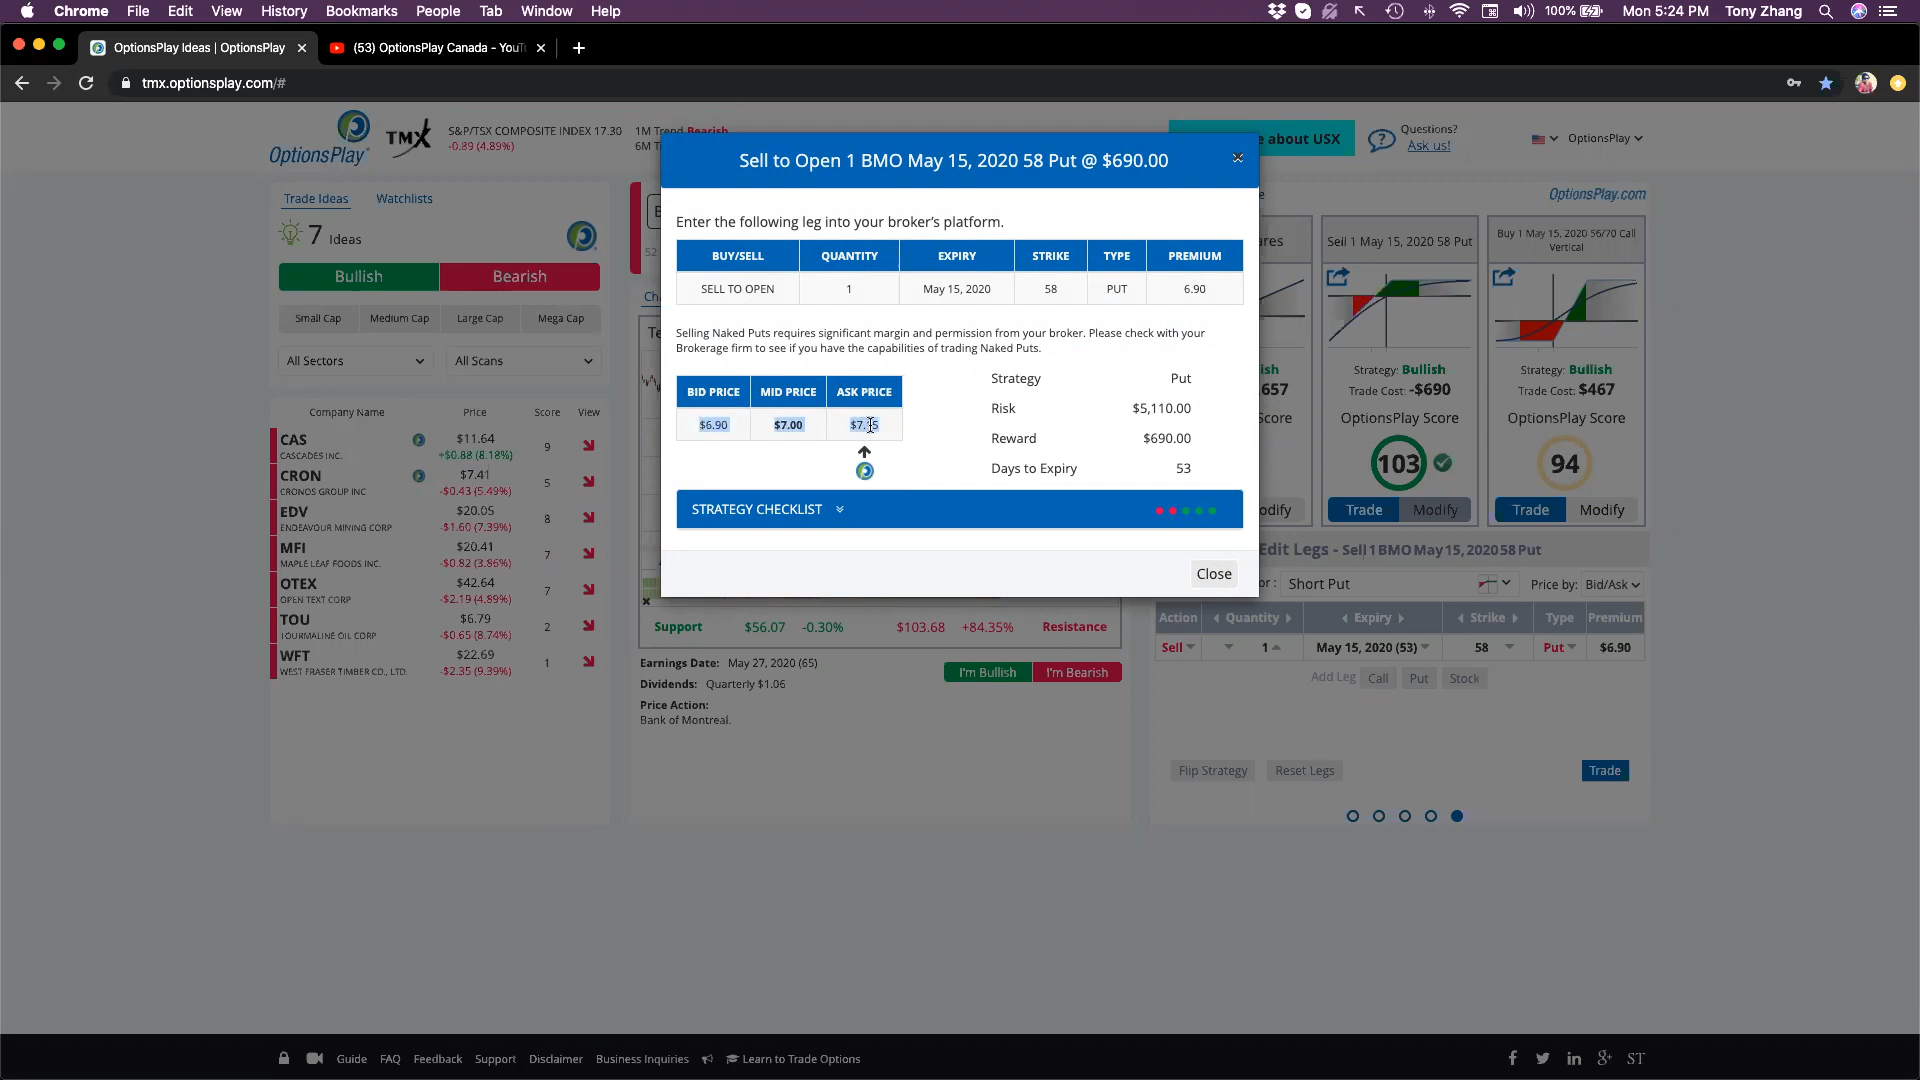 Chrome File Edit View History Bookmarks People Tab Window Help 100% Mon 5:24 PM Tony Zhang
OptionsPlay Ideas | OptionsPlay
(53) OptionsPlay Canada - YouTu
tmx.optionsplay.com/#
OptionsPlay
TMX
S&P/TSX COMPOSITE INDEX 17.30
-0.89 (4.89%)
1M Trend Bearish
6M T
e about USX
Questions?
Ask us!
OptionsPlay
Trade Ideas Watchlists
7 Ideas
Bullish Bearish
Small Cap Medium Cap Large Cap Mega Cap
All Sectors All Scans
Company Name Price Score View
CAS $11.64 9
CASCADES INC. +$0.88 (8.18%)
CRON $7.41 5
CRONOS GROUP INC -$0.43 (5.49%)
EDV $20.05 8
ENDEAVOUR MINING CORP -$1.60 (7.39%)
MFI $20.41 7
MAPLE LEAF FOODS INC. -$0.82 (3.86%)
OTEX $42.64 7
OPEN TEXT CORP -$2.19 (4.89%)
TOU $6.79 2
TOURMALINE OIL CORP -$0.65 (8.74%)
WFT $22.69 1
WEST FRASER TIMBER CO., LTD. -$2.35 (9.39%)
52
Sell to Open 1 BMO May 15, 2020 58 Put @ $690.00
Enter the following leg into your broker's platform.
BUY/SELL QUANTITY EXPIRY STRIKE TYPE PREMIUM
SELL TO OPEN 1 May 15, 2020 58 PUT 6.90
Selling Naked Puts requires significant margin and permission from your broker. Please check with your
Brokerage firm to see if you have the capabilities of trading Naked Puts.
BID PRICE MID PRICE ASK PRICE
$6.90 $7.00
Strategy Put
Risk $5,110.00
Reward $690.00
Days to Expiry 53
STRATEGY CHECKLIST
Close
Support $56.07 -0.30% $103.68 +84.35% Resistance
Earnings Date: May 27, 2020 (65)
Dividends: Quarterly $1.06
Price Action:
Bank of Montreal.
I'm Bullish I'm Bearish
OptionsPlay.com
ares
Sell 1 May 15, 2020 58 Put
Buy 1 May 15, 2020 56/70 Call
Vertical
Bullish
657
Strategy: Bullish
Trade Cost: -$690
OptionsPlay Score
103
Trade Modify
Strategy: Bullish
Trade Cost: $467
OptionsPlay Score
94
Trade Modify
Score
odify
Edit Legs - Sell 1 BMO May 15, 2020 58 Put
or : Short Put Price by: Bid/Ask
Action Quantity Expiry Strike Type Premium
Sell 1 May 15, 2020 (53) 58 Put $6.90
Add Leg Call Put Stock
Flip Strategy Reset Legs Trade
Guide FAQ Feedback Support Disclaimer Business Inquiries Learn to Trade Options
ST